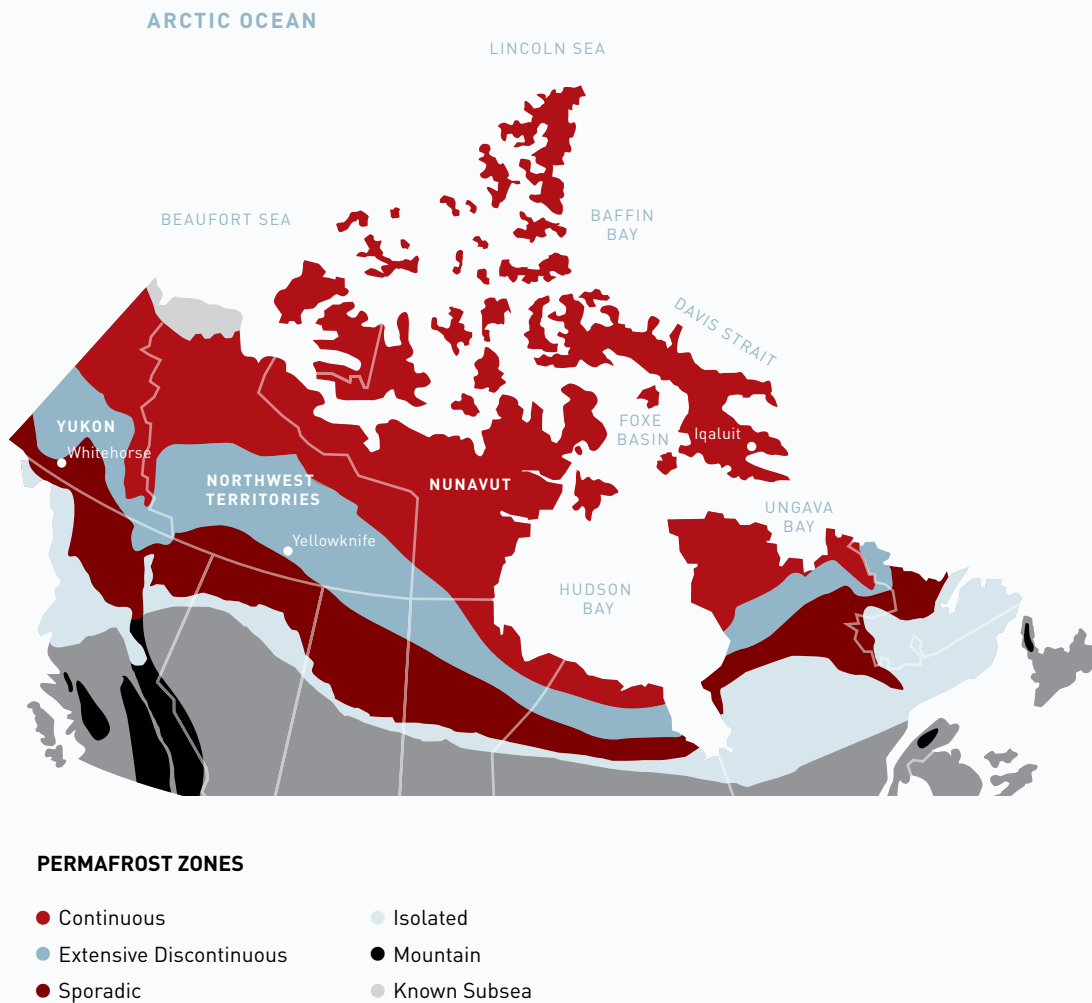 ARCTIC OCEAN
LINCOLN SEA
BEAUFORT SEA
BAFFIN
BAY
DAVIS STRAIT
FOXE
BASIN
Iqaluit
YUKON
Whitehorse
NORTHWEST
TERRITORIES
NUNAVUT
UNGAVA
BAY
Yellowknife
HUDSON
BAY
PERMAFROST ZONES
Continuous
Extensive Discontinuous
Sporadic
Isolated
Mountain
Known Subsea